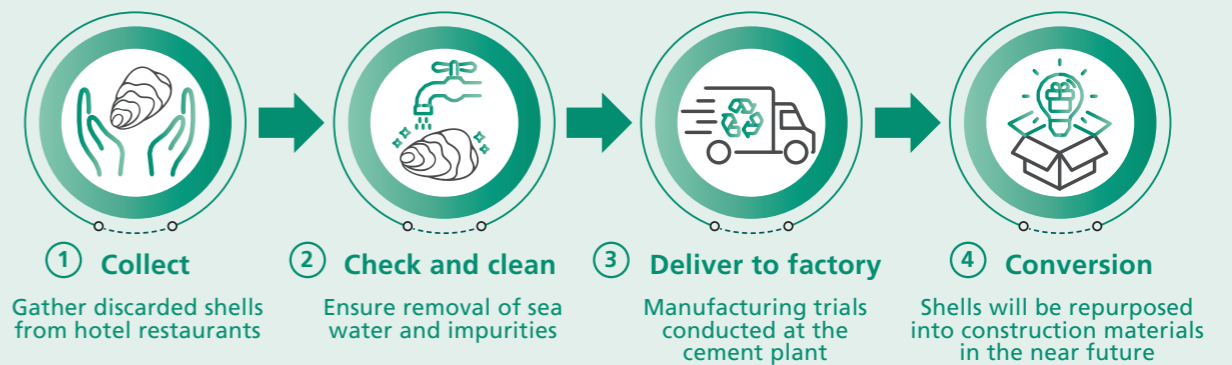 1 Collect
Gather discarded shells
from hotel restaurants
2 Check and clean
Ensure removal of sea
water and impurities
3 Deliver to factory
Manufacturing trials
conducted at the
cement plant
4 Conversion
Shells will be repurposed
into construction materials
in the near future